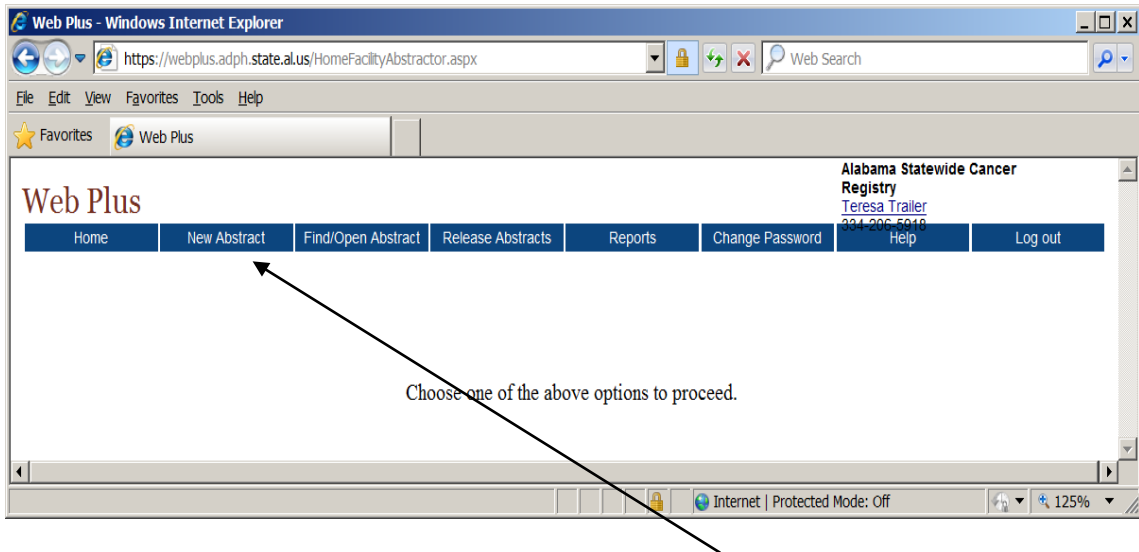 Web Plus - Windows Internet Explorer
https://webplus.adph.state.al.us/HomeFacilityAbstractor.aspx Web Search
File Edit View Favorites Tools Help
Favorites Web Plus
Alabama Statewide Cancer
Registry
Web Plus
Teresa Trailer
334-206-5918
Home New Abstract Find/Open Abstract Release Abstracts Reports Change Password Help Log out
Choose one of the above options to proceed.
Internet | Protected Mode: Off 125%